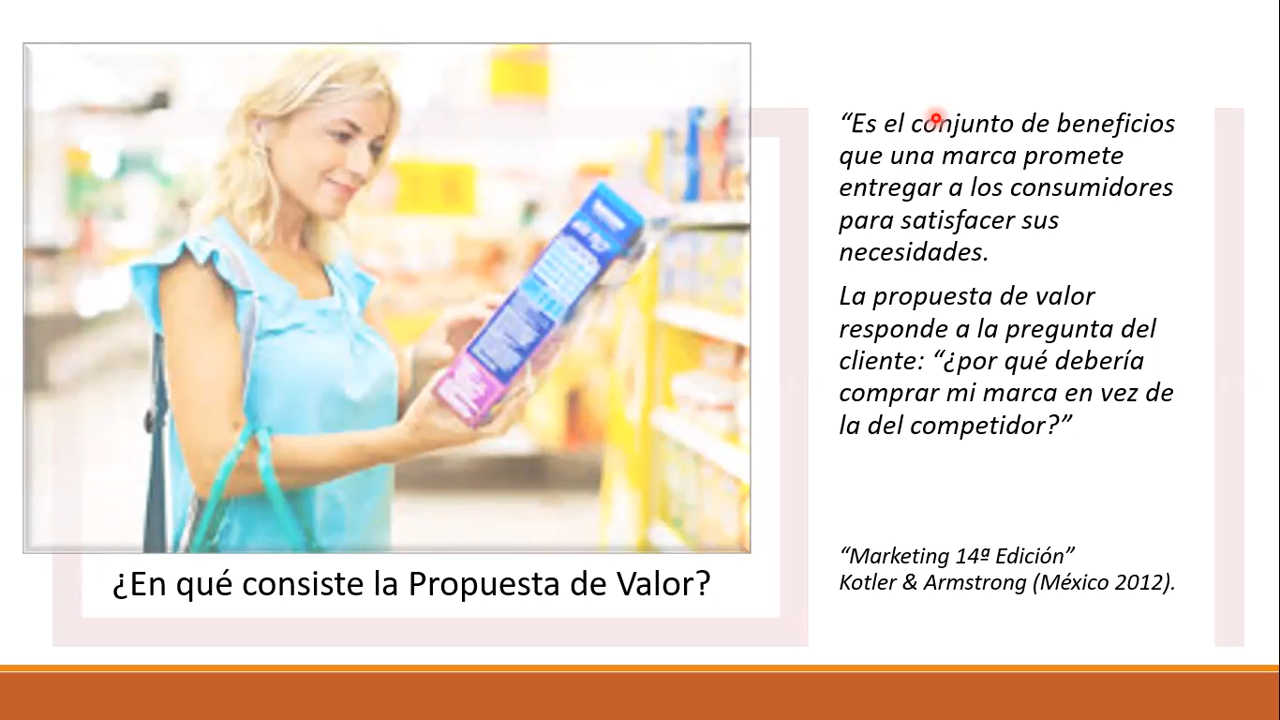 ¿En qué consiste la Propuesta de Valor?
“Es el conjunto de beneficios
que una marca promete
entregar a los consumidores
para satisfacer sus
necesidades.
La propuesta de valor
responde a la pregunta del
cliente: “¿por qué debería
comprar mi marca en vez de
la del competidor?”
“Marketing 14ª Edición”
Kotler & Armstrong (México 2012).